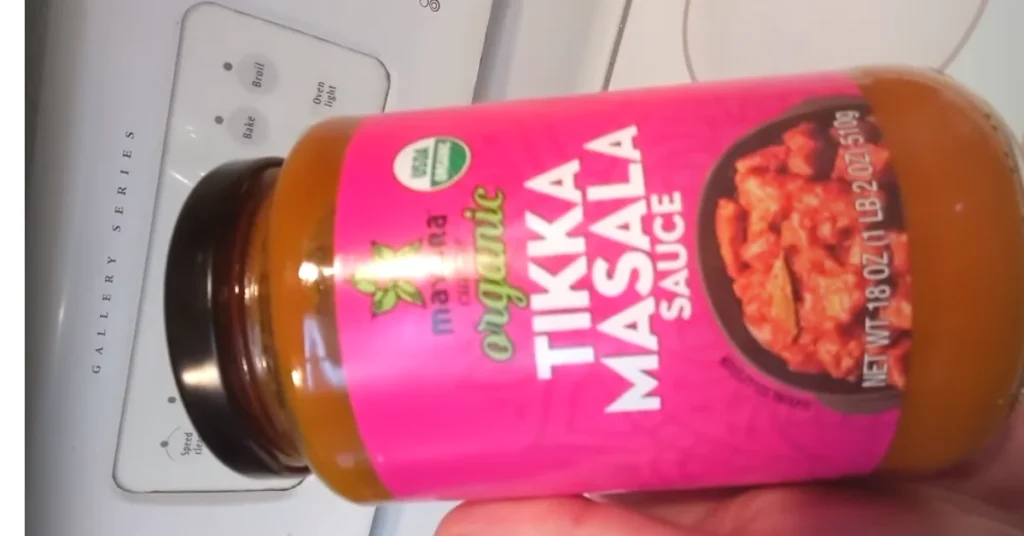 USDA
ORGANIC
organic
TIKKA
MASALA
SAUCE
NET WT 18 OZ (1 LB 2 OZ) 510g
GALLERY SERIES
Broil
Bake
Oven
light
Speed